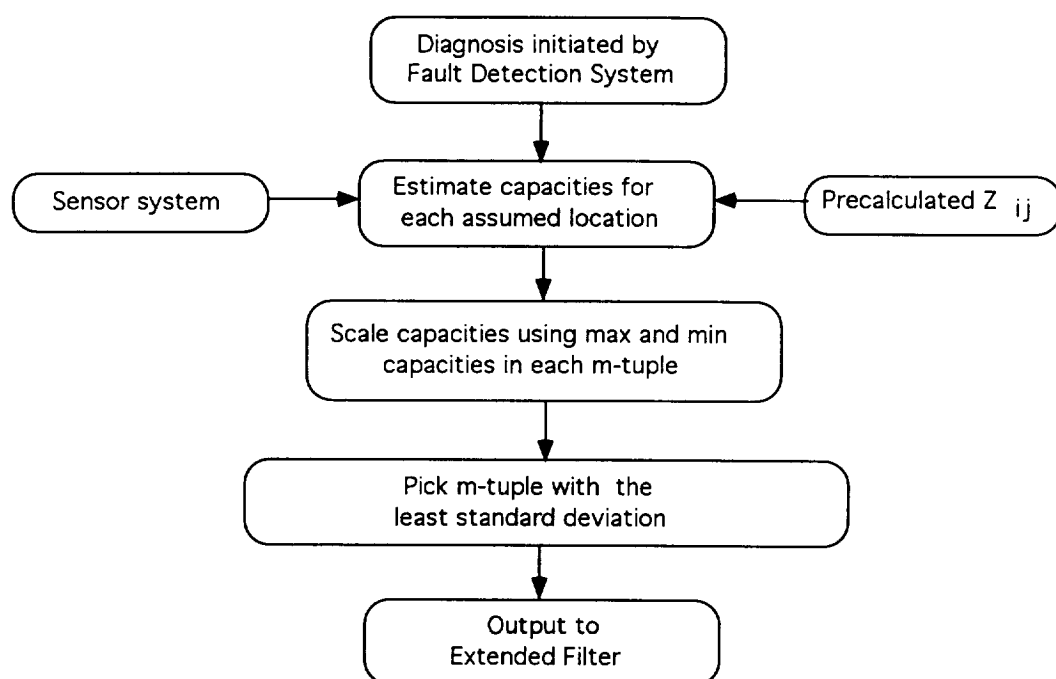 Diagnosis initiated by
Fault Detection System
Sensor system
Estimate capacities for
each assumed location
Precalculated Z ij
Scale capacities using max and min
capacities in each m-tuple
Pick m-tuple with the
least standard deviation
Output to
Extended Filter